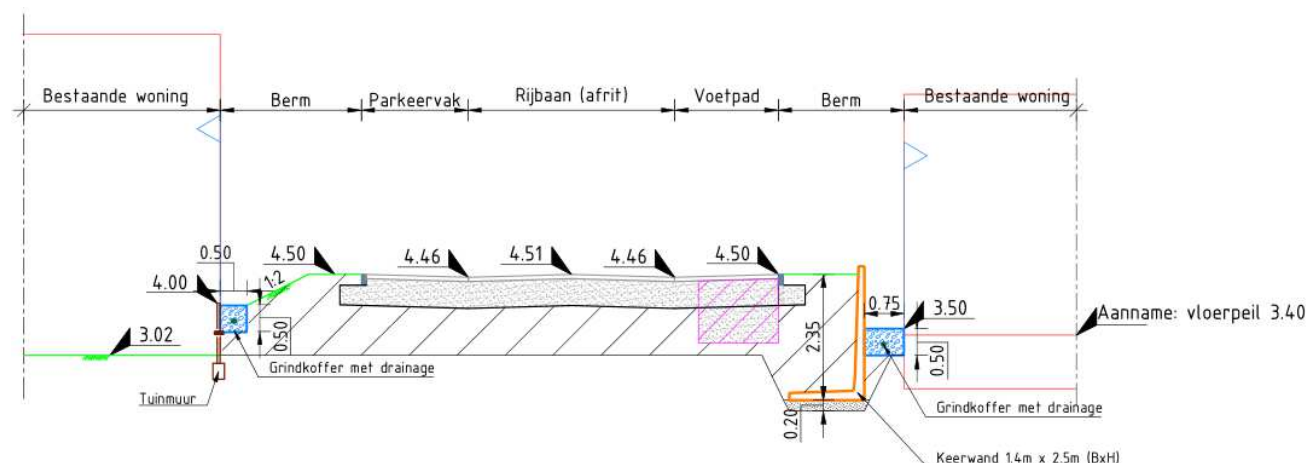 Bestaande woning
Berm
Parkeervak
Rijbaan (afrit)
Voetpad
Berm
Bestaande woning
0.50
4.50
4.46
4.51
4.46
4.50
4.00
1:2
0.75
3.50
Aanname: vloerpeil 3.40
3.02
0.50
2.35
0.50
Grindkoffer met drainage
Tuinmuur
0.20
Grindkoffer met drainage
Keerwand 1.4m x 2.5m (BxH)